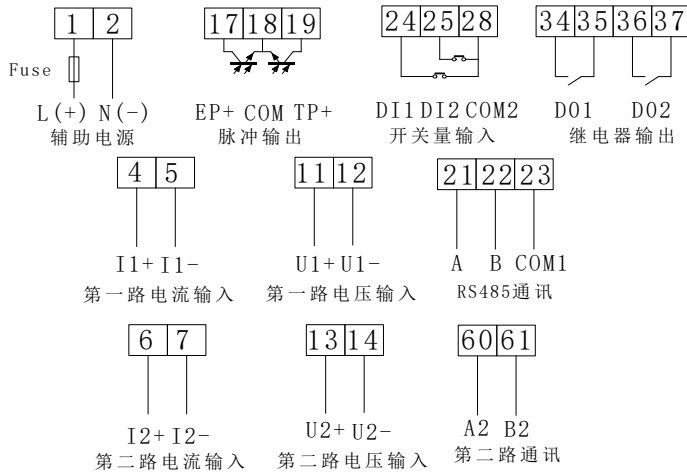 1 2
17 18 19
24 25 28
34 35 36 37
Fuse
L(+) N(-)
辅助电源
EP+ COM TP+
脉冲输出
DI1 DI2 COM2
开关量输入
DO1 DO2
继电器输出
4 5
11 12
21 22 23
I1+ I1-
第一路电流输入
U1+ U1-
第一路电压输入
A B COM1
RS485通讯
6 7
13 14
60 61
I2+ I2-
第二路电流输入
U2+ U2-
第二路电压输入
A2 B2
第二路通讯